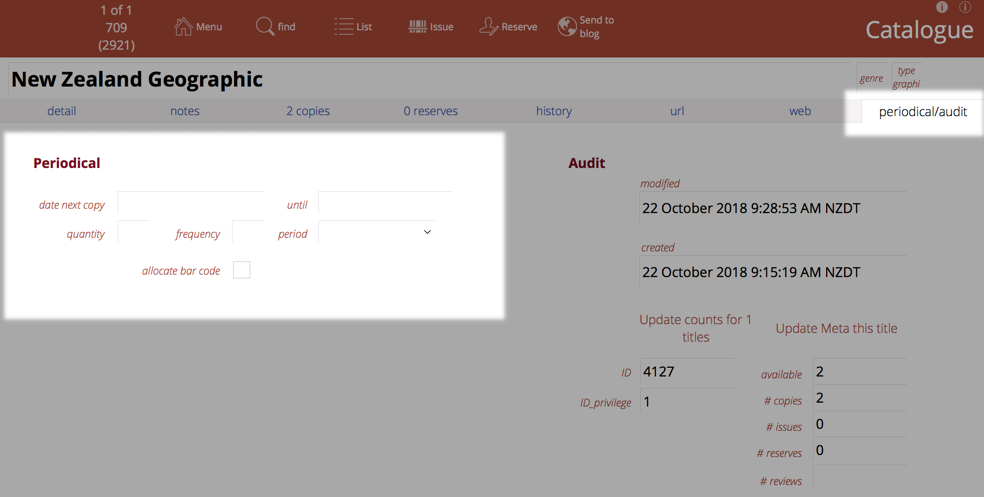 1 of 1
709
(2921)
Menu
find
List
Issue
Reserve
Send to
blog
Catalogue
New Zealand Geographic
genre
type
graphi
detail
notes
2 copies
0 reserves
history
url
web
periodical/audit
Periodical
date next copy
until
quantity
frequency
period
allocate bar code
Audit
modified
22 October 2018 9:28:53 AM NZDT
created
22 October 2018 9:15:19 AM NZDT
Update counts for 1
titles
Update Meta this title
ID 4127
ID_privilege 1
available 2
# copies 2
# issues 0
# reserves 0
# reviews